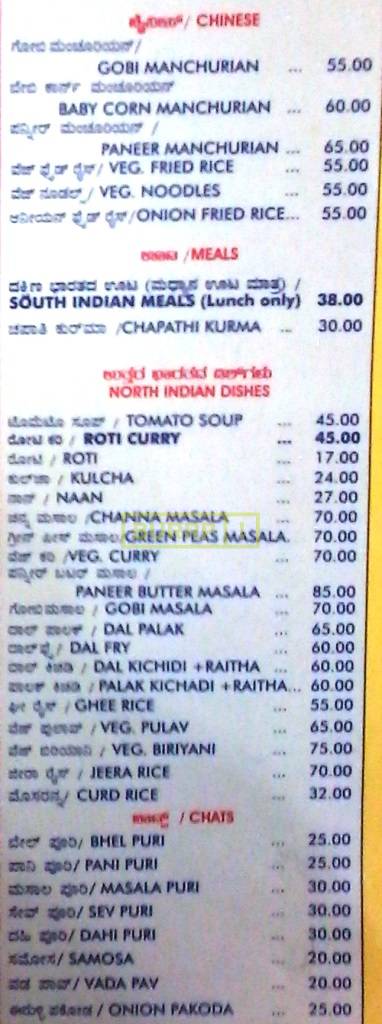 ಚೈನೀಸ್ / CHINESE
ಗೋಬಿ ಮಂಚೂರಿಯನ್ /
GOBI MANCHURIAN ... 55.00
ಬೇಬಿ ಕಾರ್ನ್ ಮಂಚೂರಿಯನ್
BABY CORN MANCHURIAN ... 60.00
ಪನ್ನೀರ್ ಮಂಚೂರಿಯನ್ /
PANEER MANCHURIAN ... 65.00
ವೆಜ್ ಫ್ರೈಡ್ ರೈಸ್ / VEG. FRIED RICE ... 55.00
ವೆಜ್ ನೂಡಲ್ಸ್ / VEG. NOODLES ... 55.00
ಆನೀಯನ್ ಫ್ರೈಡ್ ರೈಸ್ /ONION FRIED RICE... 55.00
ಊಟ /MEALS
ದಕ್ಷಿಣ ಭಾರತದ ಊಟ (ಮಧ್ಯಾನ ಊಟ ಮಾತ್ರ) /
SOUTH INDIAN MEALS (Lunch only) 38.00
ಚಪಾತಿ ಕುರ್ಮಾ /CHAPATHI KURMA ... 30.00
ಉತ್ತರ ಭಾರತದ
NORTH INDIAN DISHES
ಟೊಮೆಟೊ ಸೂಪ್ / TOMATO SOUP ... 45.00
ರೋಟಿ ಕರಿ / ROTI CURRY ... 45.00
ರೋಟಿ / ROTI ... 17.00
ಕುಲ್ಚಾ / KULCHA ... 24.00
ನಾನ್ / NAAN ... 27.00
ಚನ್ನ ಮಸಾಲ /CHANNA MASALA ... 70.00
ಗ್ರೀನ್ ಪೀಸ್ ಮಸಾಲ/GREEN PEAS MASALA. 70.00
ವೆಜ್ ಕರಿ /VEG. CURRY ... 70.00
ಪನ್ನೀರ್ ಬಟರ್ ಮಸಾಲ /
PANEER BUTTER MASALA ... 85.00
ಗೋಬಿಮಸಾಲ / GOBI MASALA ... 70.00
ದಾಲ್ ಪಾಲಕ್ / DAL PALAK ... 65.00
ದಾಲ್‌ಫ್ರೈ / DAL FRY ... 60.00
ದಾಲ್ ಕಿಚಿಡಿ / DAL KICHIDI +RAITHA ... 60.00
ಪಾಲಕ್ ಕಿಚಡಿ / PALAK KICHADI +RAITHA... 60.00
ಘೀ ರೈಸ್ / GHEE RICE ... 55.00
ವೆಜ್ ಪುಲಾವ್ / VEG. PULAV ... 65.00
ವೆಜ್ ಬಿರಿಯಾನಿ / VEG. BIRIYANI ... 75.00
ಜೀರಾ ರೈಸ್ / JEERA RICE ... 70.00
ಮೊಸರನ್ನ / CURD RICE ... 32.00
ಚಾಟ್ಸ್ / CHATS
ಬೇಲ್ ಪೂರಿ/ BHEL PURI ... 25.00
ಪಾನಿ ಪೂರಿ/ PANI PURI ... 25.00
ಮಸಾಲ ಪೂರಿ/ MASALA PURI ... 30.00
ಸೇವ್ ಪೂರಿ/ SEV PURI ... 30.00
ದಹಿ ಪೂರಿ/ DAHI PURI ... 30.00
ಸಮೋಸ/ SAMOSA ... 20.00
ವಡ ಪಾವ್/ VADA PAV ... 20.00
ಈರುಳ್ಳಿ ಪಕೋಡ / ONION PAKODA ... 25.00